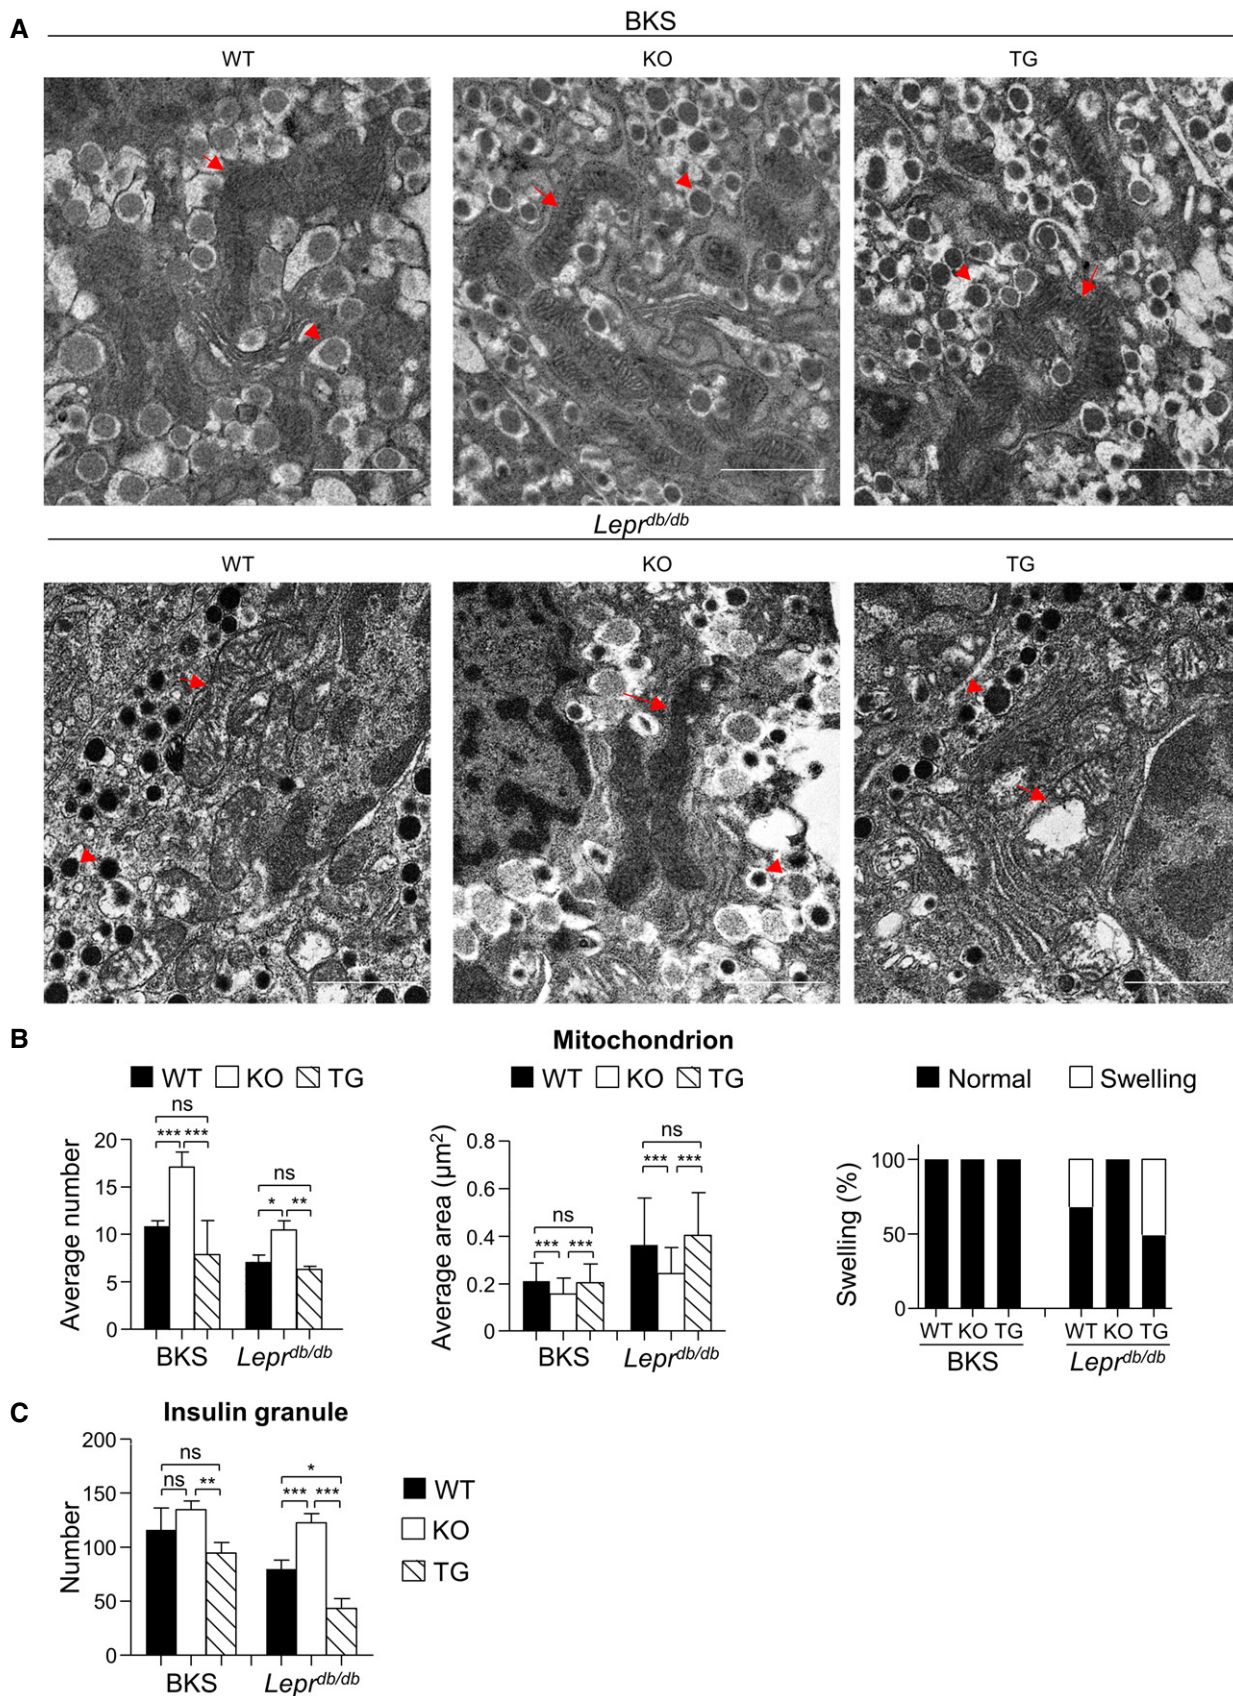 A
BKS
WT KO TG
Lepr^db/db
WT KO TG
B
Mitochondrion
WT KO TG
WT KO TG
Normal Swelling
Average number
20
15
10
5
0
ns
*** ***
ns
* **
BKS Lepr^db/db
Average area (µm²)
0.8
0.6
0.4
0.2
0
ns
*** ***
ns
*** ***
BKS Lepr^db/db
Swelling (%)
100
50
0
WT KO TG WT KO TG
BKS Lepr^db/db
C
Insulin granule
Number
200
150
100
50
0
ns
ns **
*
*** ***
BKS Lepr^db/db
WT
KO
TG